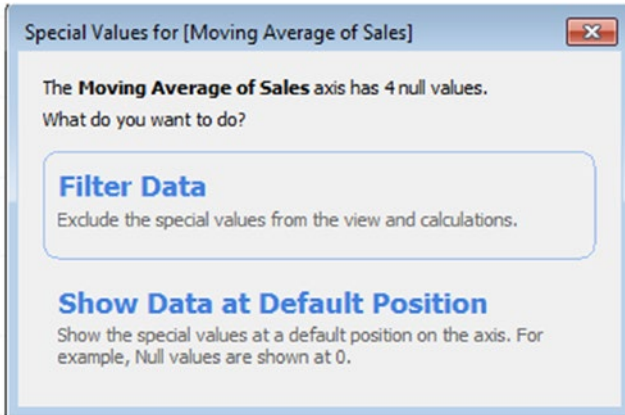 Special Values for [Moving Average of Sales]
The Moving Average of Sales axis has 4 null values.
What do you want to do?
Filter Data
Exclude the special values from the view and calculations.
Show Data at Default Position
Show the special values at a default position on the axis. For
example, Null values are shown at 0.